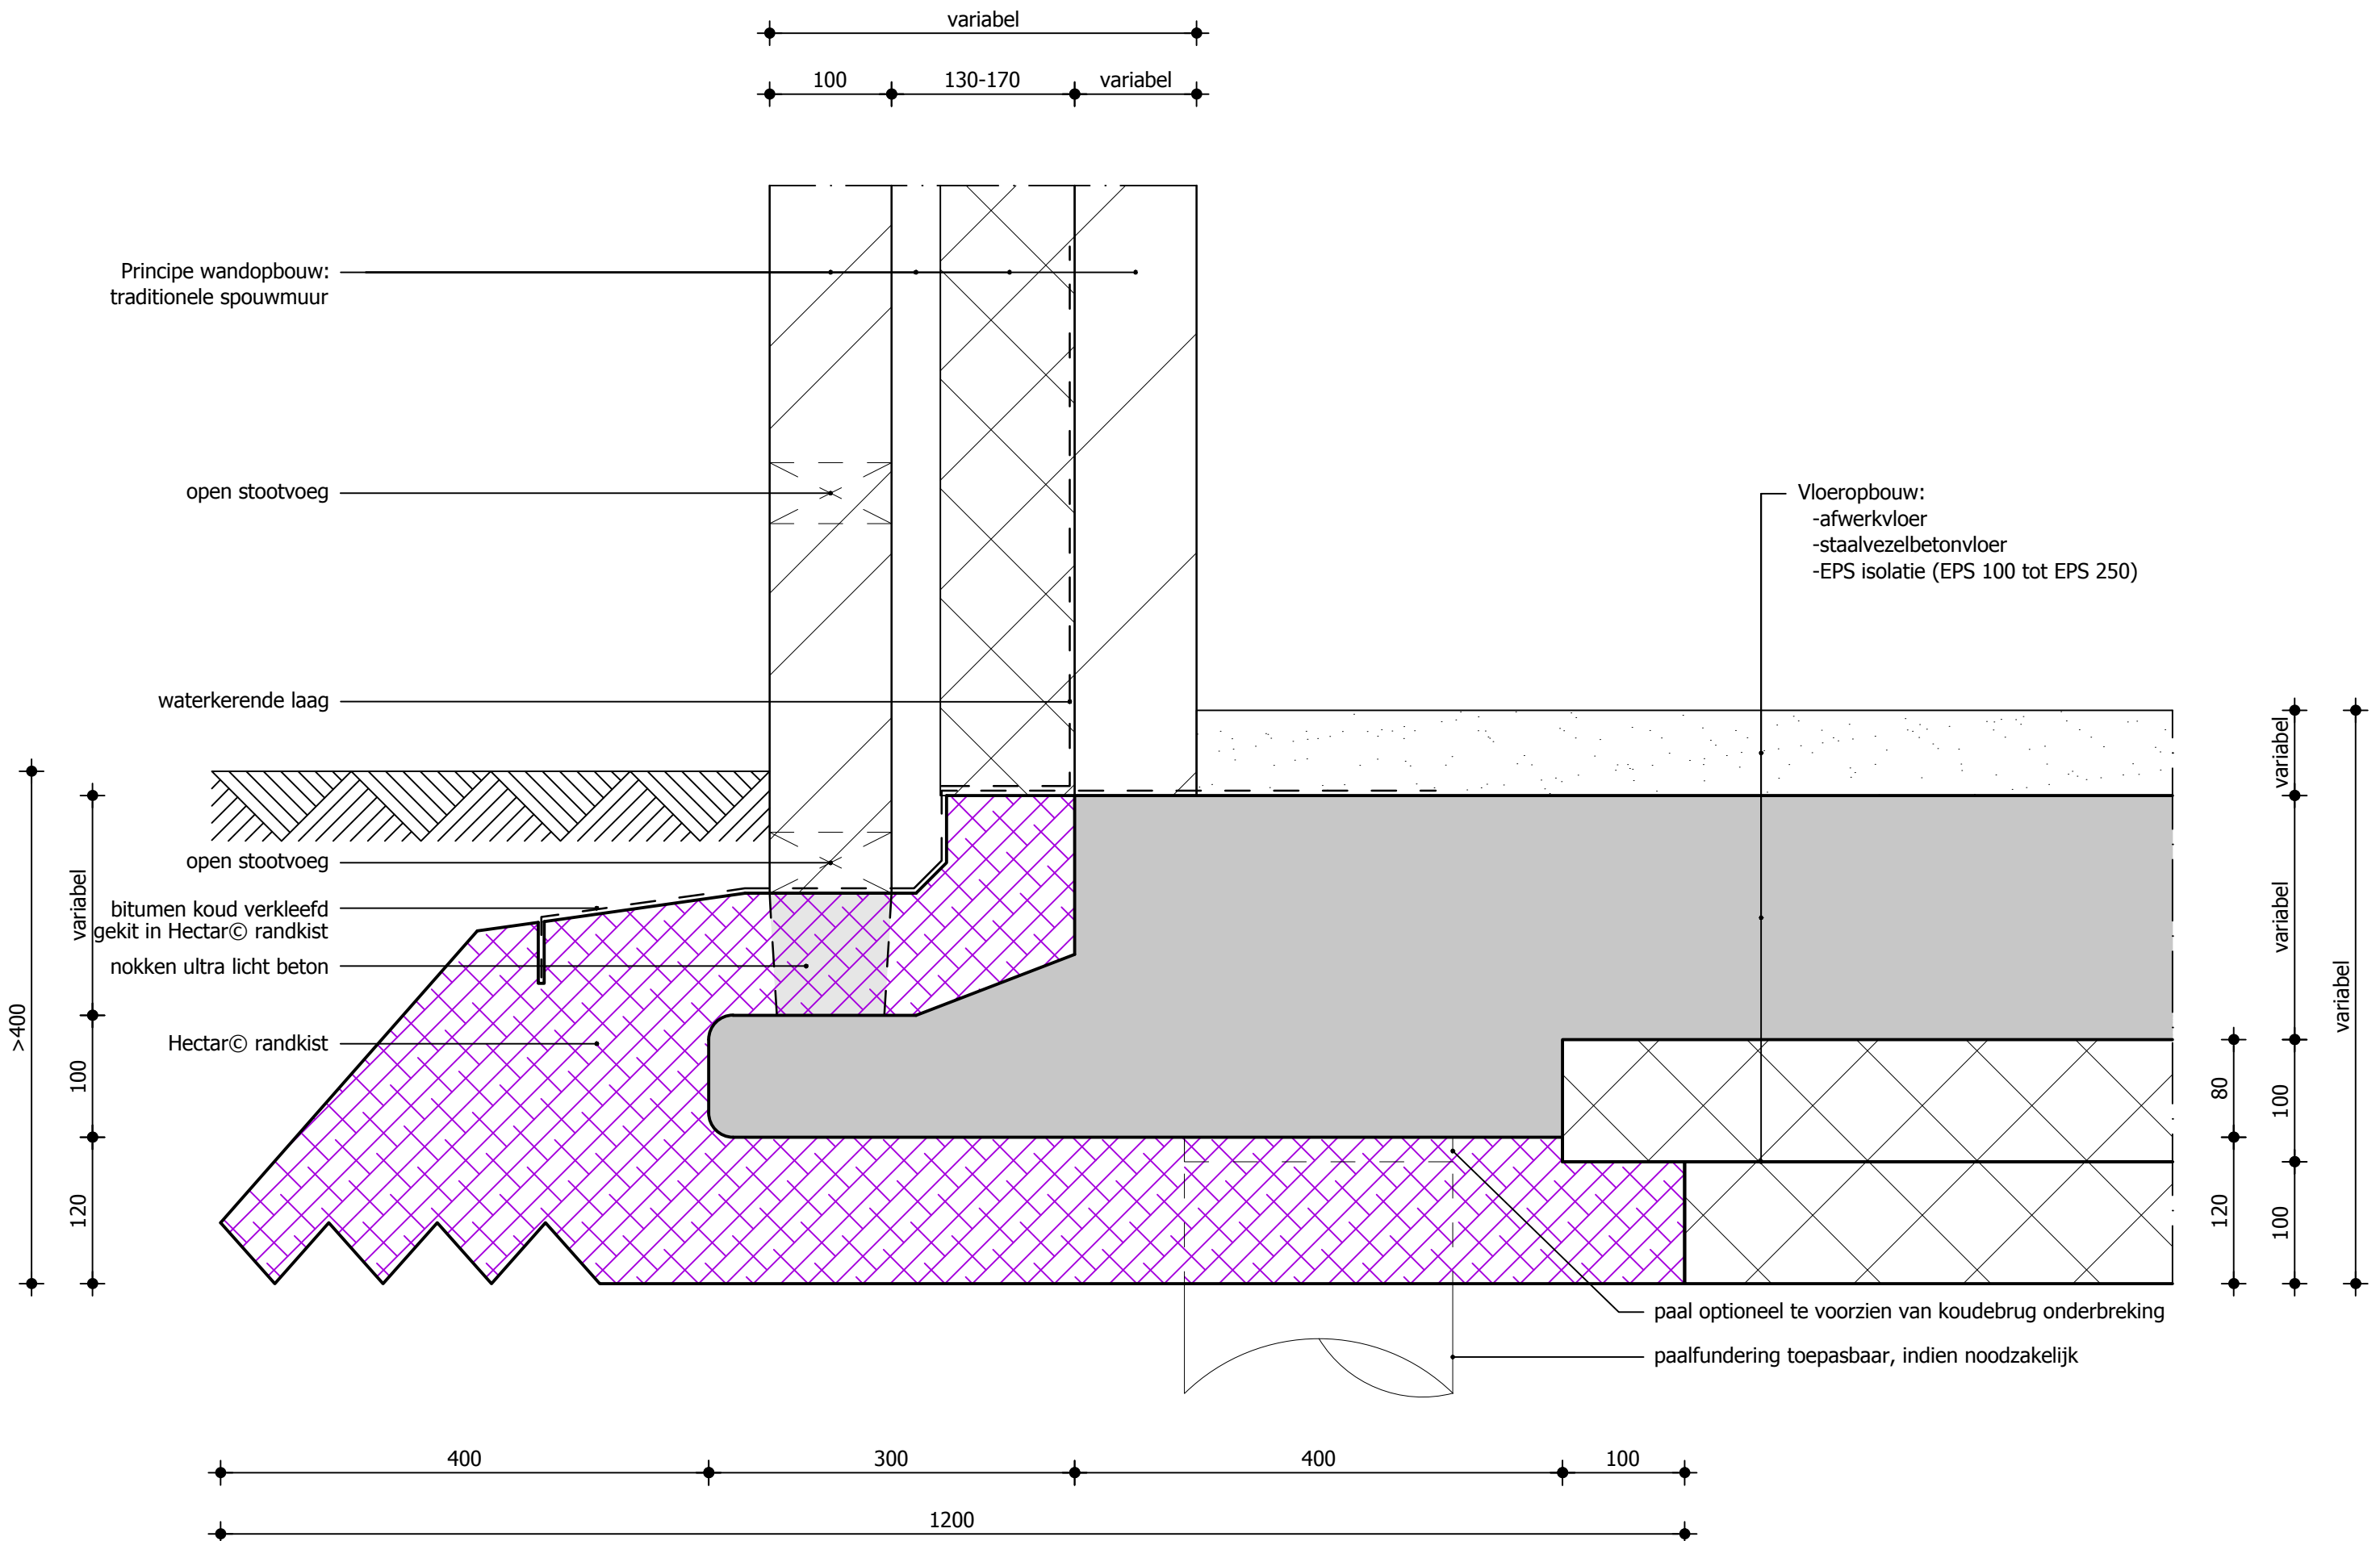 variabel
100
130-170
variabel
Principe wandopbouw:
traditionele spouwmuur
open stootvoeg
Vloeropbouw:
-afwerkvloer
-staalvezelbetonvloer
-EPS isolatie (EPS 100 tot EPS 250)
waterkerende laag
variabel
open stootvoeg
variabel
bitumen koud verkleefd
gekit in Hectar© randkist
variabel
nokken ultra licht beton
variabel
>400
Hectar© randkist
100
80
100
120
120
100
paal optioneel te voorzien van koudebrug onderbreking
paalfundering toepasbaar, indien noodzakelijk
400
300
400
100
1200